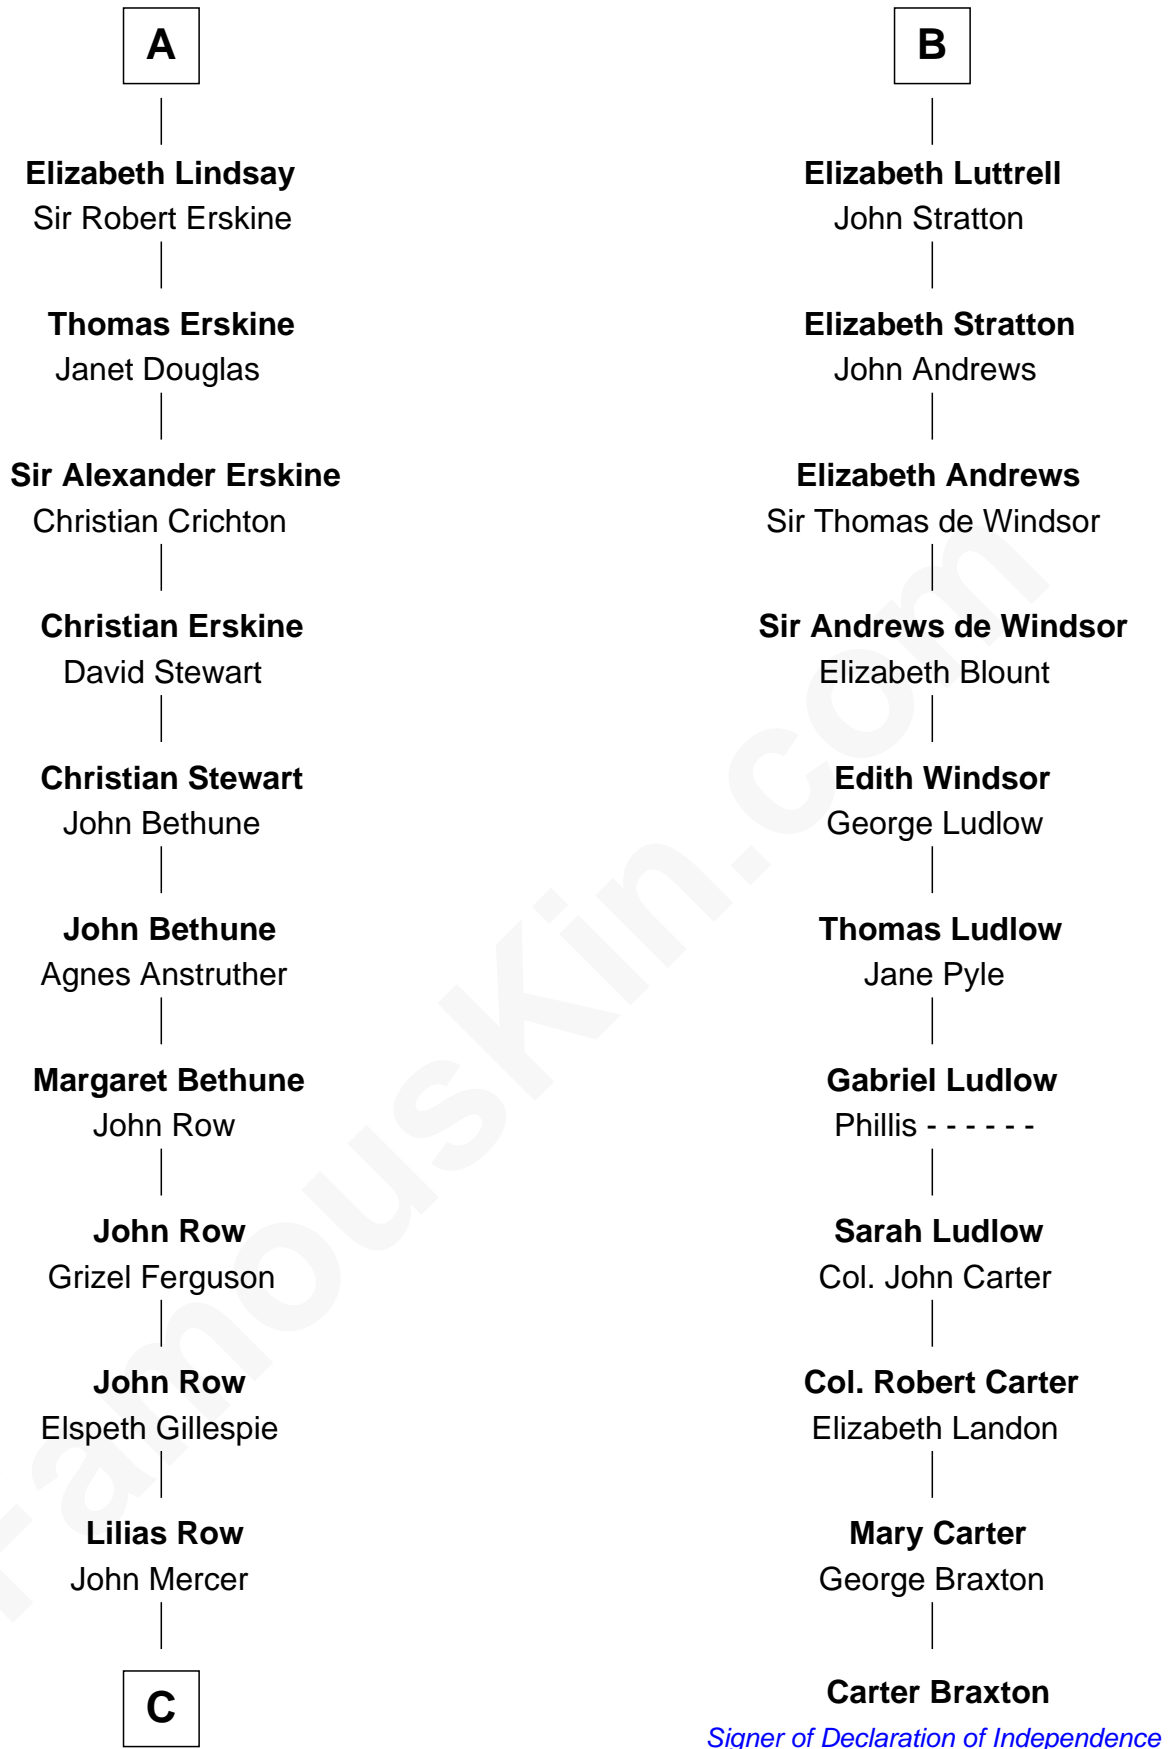 A
Elizabeth Lindsay
Sir Robert Erskine
Thomas Erskine
Janet Douglas
Sir Alexander Erskine
Christian Crichton
Christian Erskine
David Stewart
Christian Stewart
John Bethune
John Bethune
Agnes Anstruther
Margaret Bethune
John Row
John Row
Grizel Ferguson
John Row
Elspeth Gillespie
Lilias Row
John Mercer
C
B
Elizabeth Luttrell
John Stratton
Elizabeth Stratton
John Andrews
Elizabeth Andrews
Sir Thomas de Windsor
Sir Andrews de Windsor
Elizabeth Blount
Edith Windsor
George Ludlow
Thomas Ludlow
Jane Pyle
Gabriel Ludlow
Phillis - - - - - -
Sarah Ludlow
Col. John Carter
Col. Robert Carter
Elizabeth Landon
Mary Carter
George Braxton
Carter Braxton
Signer of Declaration of Independence
FamousKin.com